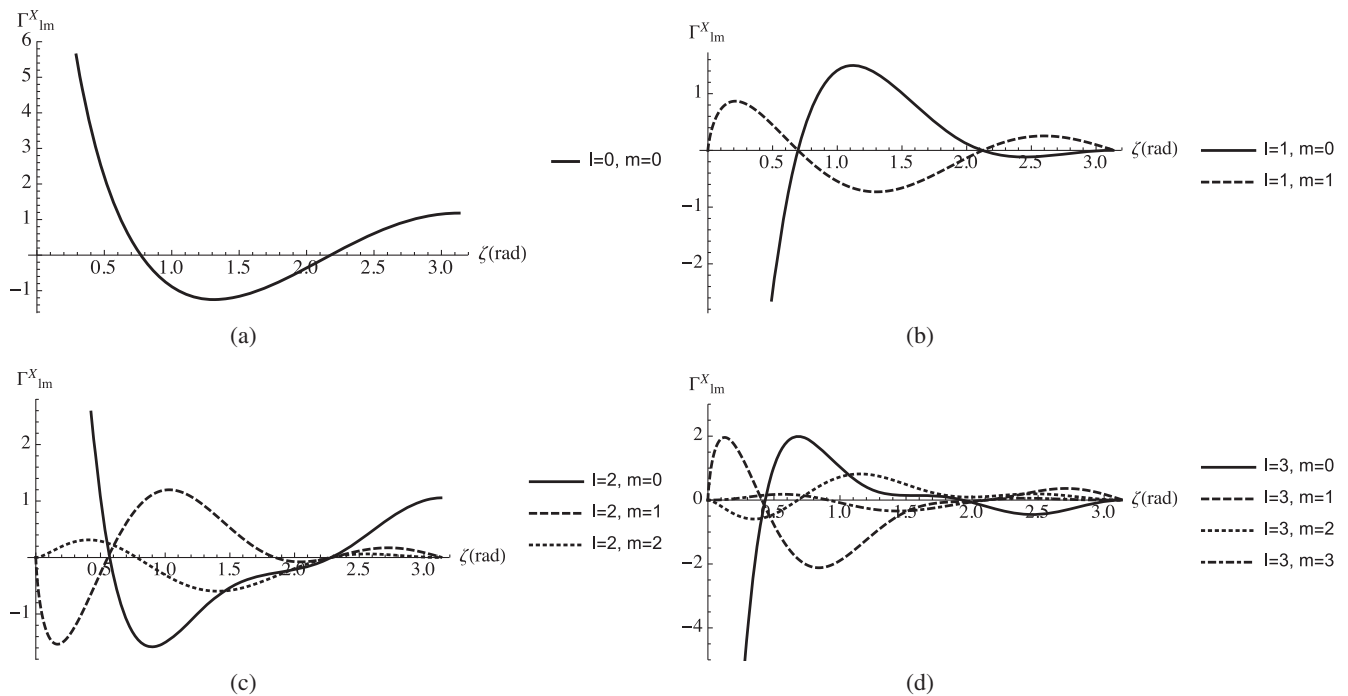 Γ^X_lm
6
5
4
3
2
1
−1
0.5 1.0 1.5 2.0 2.5 3.0
ζ(rad)
l=0, m=0
(a)
Γ^X_lm
1
−1
−2
0.5 1.0 1.5 2.0 2.5 3.0
ζ(rad)
l=1, m=0
l=1, m=1
(b)
Γ^X_lm
2
1
0
−1
0.5 1.0 1.5 2.0 2.5 3.0
ζ(rad)
l=2, m=0
l=2, m=1
l=2, m=2
(c)
Γ^X_lm
2
0
−2
−4
0.5 1.0 1.5 2.0 2.5 3.0
ζ(rad)
l=3, m=0
l=3, m=1
l=3, m=2
l=3, m=3
(d)